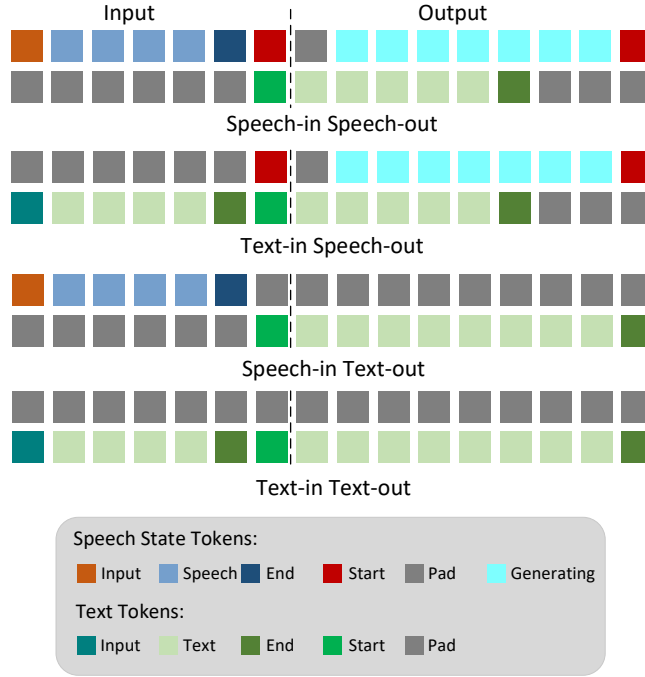 Input Output
Speech-in Speech-out
Text-in Speech-out
Speech-in Text-out
Text-in Text-out
Speech State Tokens:
Input Speech End Start Pad Generating
Text Tokens:
Input Text End Start Pad